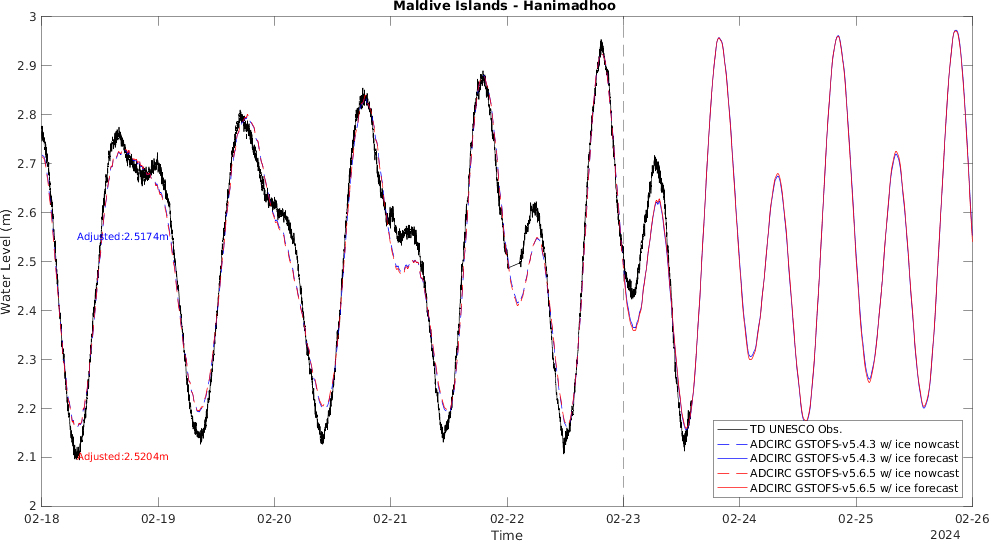 Maldive Islands - Hanimadhoo
3
2.9
2.8
2.7
2.6
2.5
2.4
2.3
2.2
2.1
2
Water Level (m)
Adjusted:2.5174m
Adjusted:2.5204m
TD UNESCO Obs.
ADCIRC GSTOFS-v5.4.3 w/ ice nowcast
ADCIRC GSTOFS-v5.4.3 w/ ice forecast
ADCIRC GSTOFS-v5.6.5 w/ ice nowcast
ADCIRC GSTOFS-v5.6.5 w/ ice forecast
02-18 02-19 02-20 02-21 02-22 02-23 02-24 02-25 02-26
Time
2024